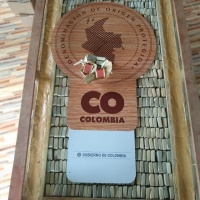 DENOMINACIÓN DE ORIGEN PROTEGIDA
CO
COLOMBIA
GOBIERNO DE COLOMBIA